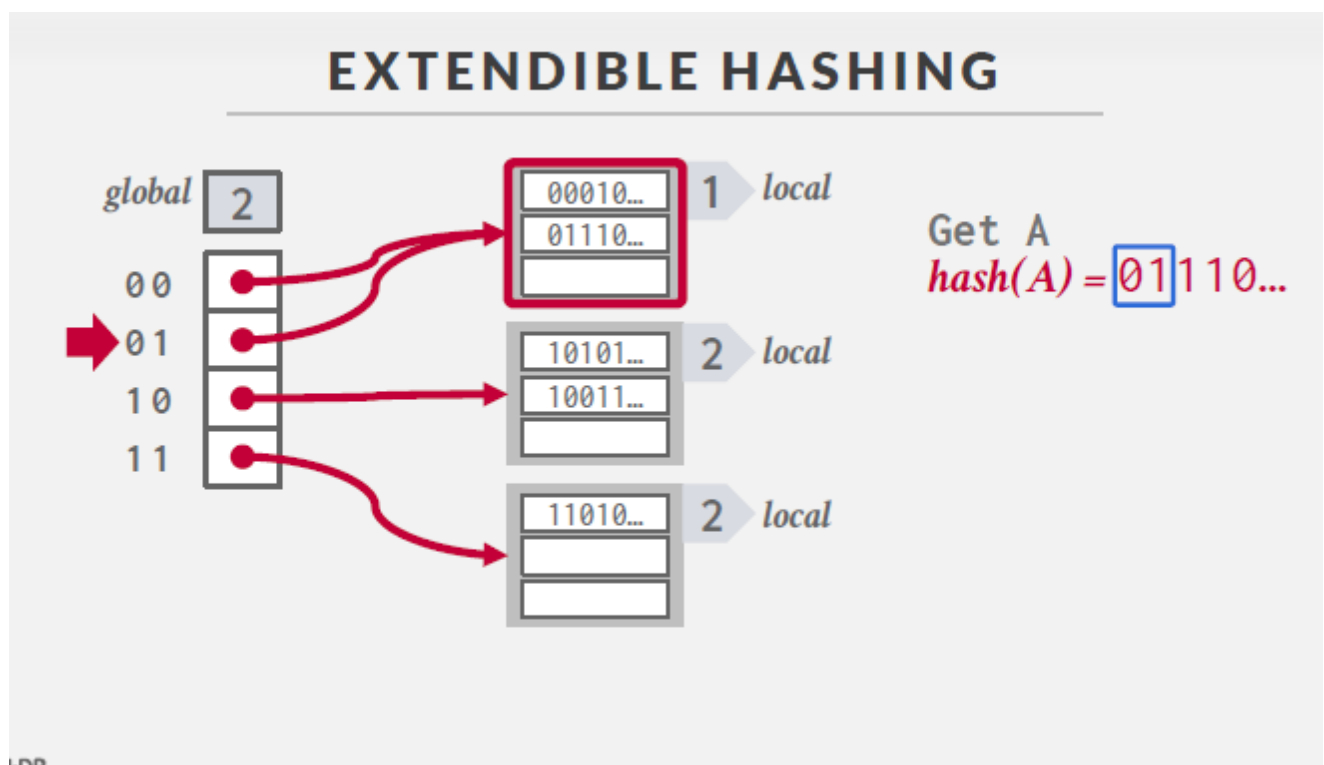 EXTENDIBLE HASHING
global 2
00
01
10
11
00010…
01110…
1 local
10101…
10011…
2 local
11010…
2 local
Get A
hash(A) = 01110…